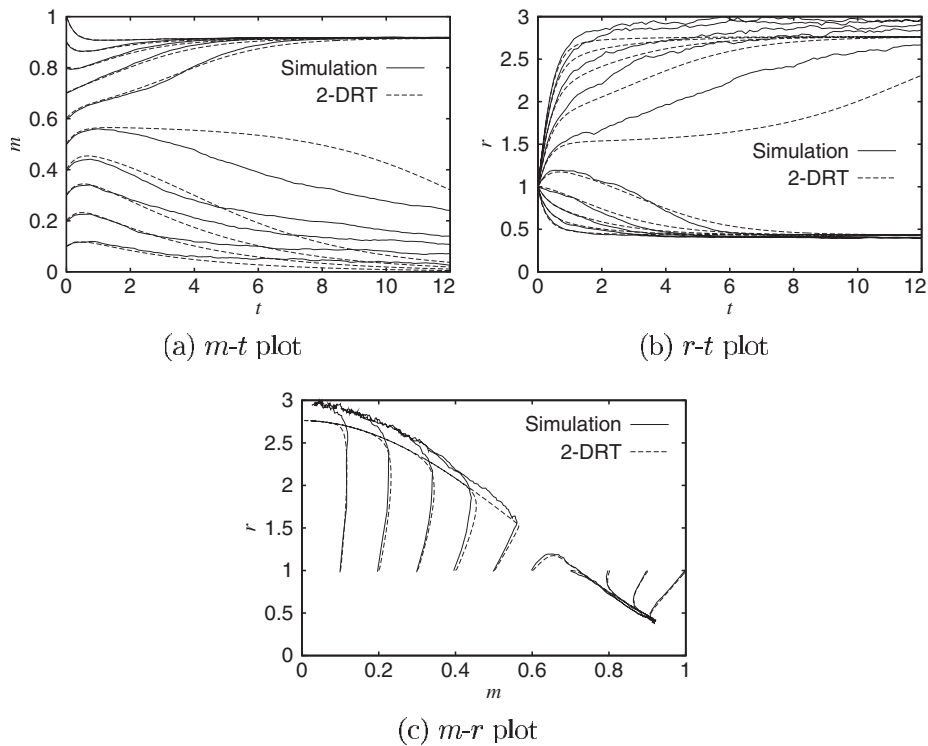 1
0.8
0.6
0.4
0.2
0
m
Simulation
2-DRT
0 2 4 6 8 10 12
t
(a) m-t plot
3
2.5
2
1.5
1
0.5
0
r
Simulation
2-DRT
0 2 4 6 8 10 12
t
(b) r-t plot
3
2.5
2
1.5
1
0.5
0
r
Simulation
2-DRT
0 0.2 0.4 0.6 0.8 1
m
(c) m-r plot